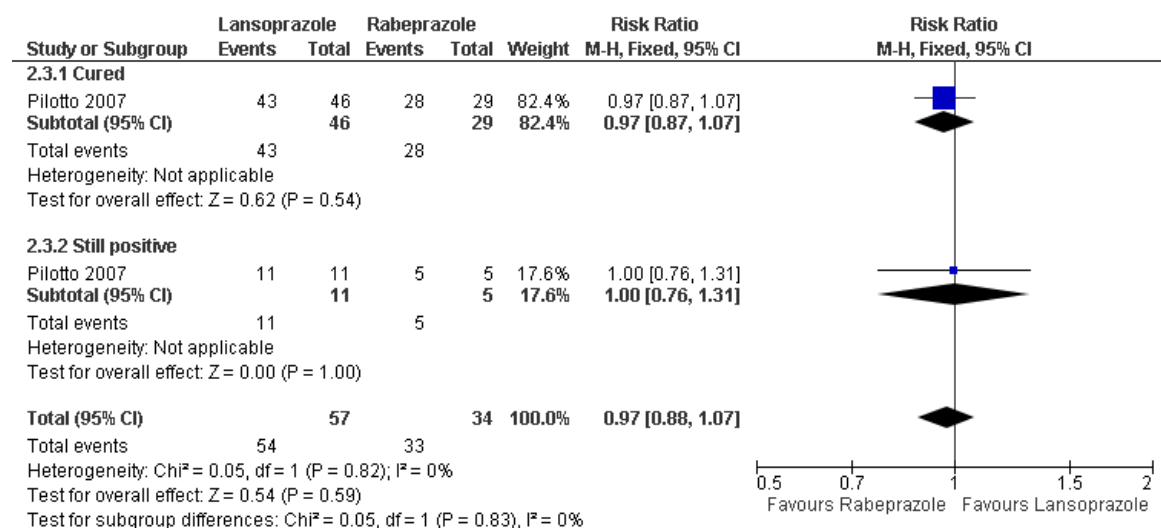 Lansoprazole Rabeprazole Risk Ratio Risk Ratio
Study or Subgroup Events Total Events Total Weight M-H, Fixed, 95% CI M-H, Fixed, 95% CI
2.3.1 Cured
Pilotto 2007 43 46 28 29 82.4% 0.97 [0.87, 1.07]
Subtotal (95% CI) 46 29 82.4% 0.97 [0.87, 1.07]
Total events 43 28
Heterogeneity: Not applicable
Test for overall effect: Z = 0.62 (P = 0.54)
2.3.2 Still positive
Pilotto 2007 11 11 5 5 17.6% 1.00 [0.76, 1.31]
Subtotal (95% CI) 11 5 17.6% 1.00 [0.76, 1.31]
Total events 11 5
Heterogeneity: Not applicable
Test for overall effect: Z = 0.00 (P = 1.00)
Total (95% CI) 57 34 100.0% 0.97 [0.88, 1.07]
Total events 54 33
Heterogeneity: Chi² = 0.05, df = 1 (P = 0.82); I² = 0%
Test for overall effect: Z = 0.54 (P = 0.59)
Test for subgroup differences: Chi² = 0.05, df = 1 (P = 0.83), I² = 0%
0.5 0.7 1 1.5 2
Favours Rabeprazole Favours Lansoprazole